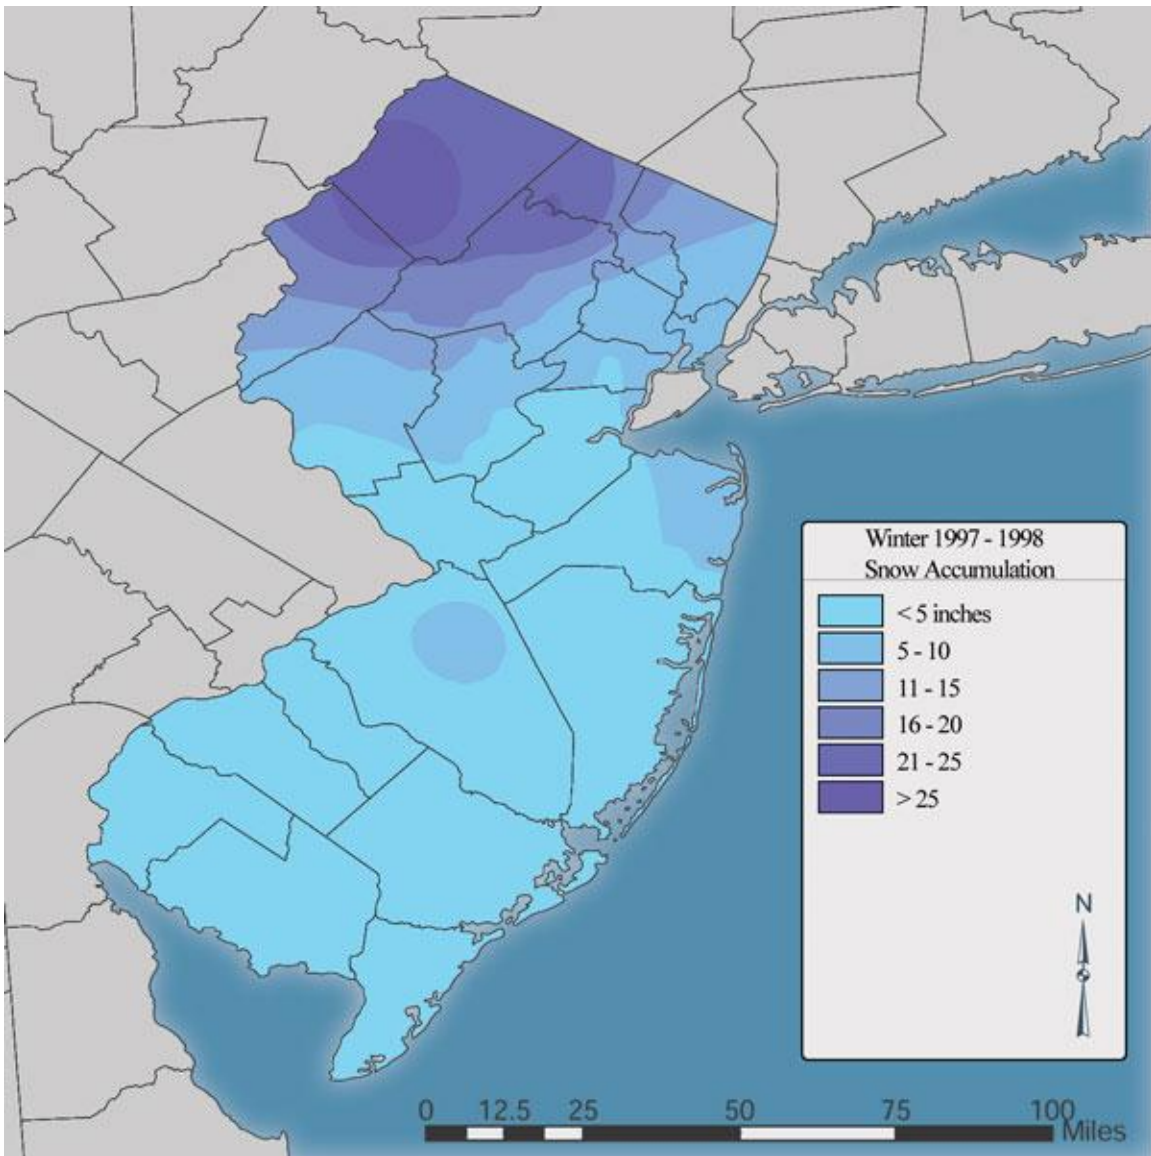 Winter 1997 - 1998
Snow Accumulation
< 5 inches
5 - 10
11 - 15
16 - 20
21 - 25
> 25
N
0 12.5 25 50 75 100
Miles